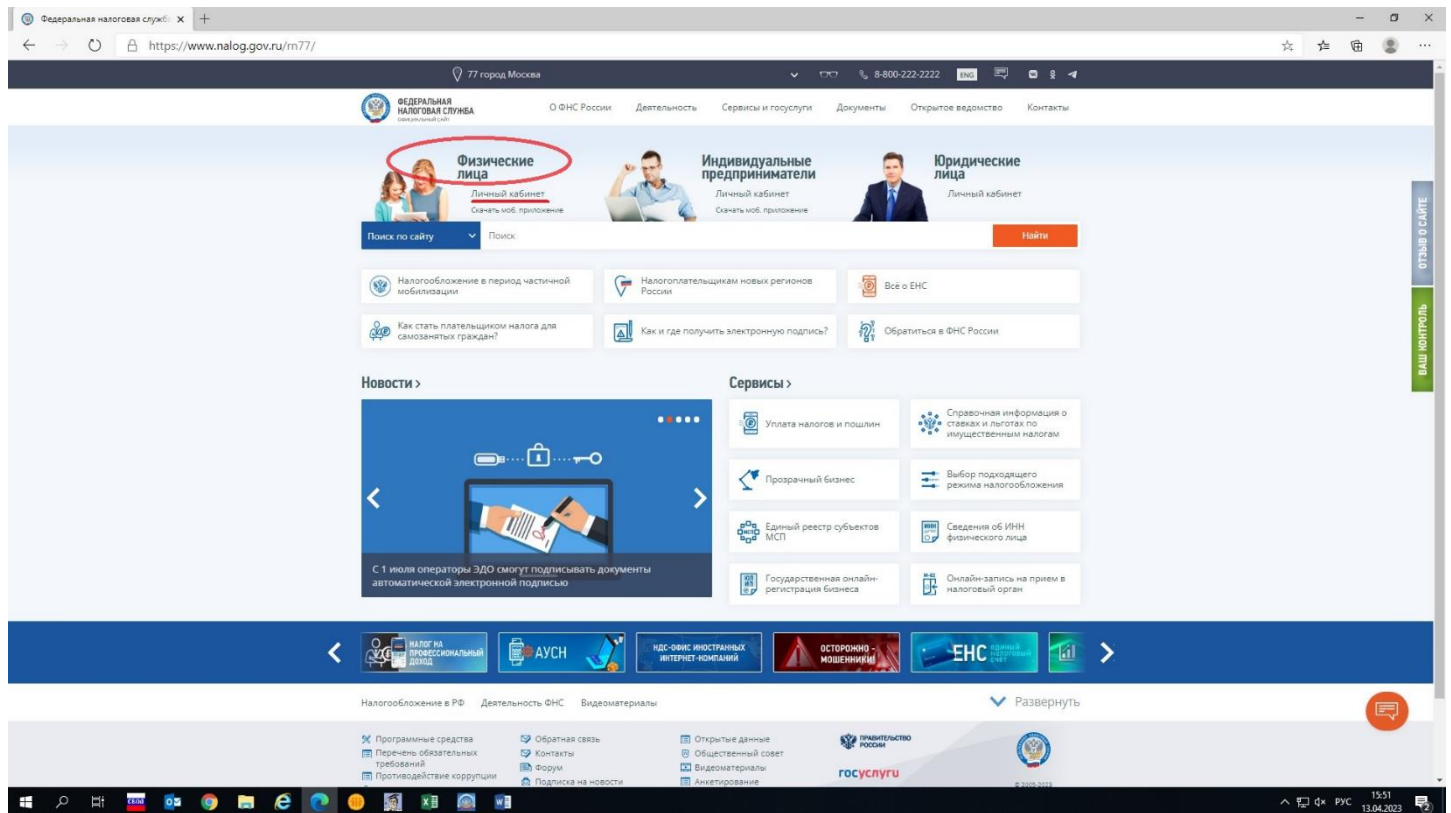 Федеральная налоговая служб
https://www.nalog.gov.ru/rn77/
77 город Москва
8-800-222-2222
ENG
ФЕДЕРАЛЬНАЯ
НАЛОГОВАЯ СЛУЖБА
О ФНС России
Деятельность
Сервисы и госуслуги
Документы
Открытое ведомство
Контакты
Физические
лица
Личный кабинет
Скачать моб. приложение
Индивидуальные
предприниматели
Личный кабинет
Скачать моб. приложение
Юридические
лица
Личный кабинет
Поиск по сайту
Поиск
Найти
ОТЗЫВ О САЙТЕ
ВАШ КОНТРОЛЬ
Налогообложение в период частичной
мобилизации
Налогоплательщикам новых регионов
России
Всё о ЕНС
Как стать плательщиком налога для
самозанятых граждан?
Как и где получить электронную подпись?
Обратиться в ФНС России
Новости >
С 1 июля операторы ЭДО смогут подписывать документы
автоматической электронной подписью
Сервисы >
Уплата налогов и пошлин
Справочная информация о
ставках и льготах по
имущественным налогам
Прозрачный бизнес
Выбор подходящего
режима налогообложения
Единый реестр субъектов
МСП
Сведения об ИНН
физического лица
Государственная онлайн-
регистрация бизнеса
Онлайн-запись на прием в
налоговый орган
НАЛОГ НА
ПРОФЕССИОНАЛЬНЫЙ
ДОХОД
АУСН
НДС-ОФИС ИНОСТРАННЫХ
ИНТЕРНЕТ-КОМПАНИЙ
ОСТОРОЖНО -
МОШЕННИКИ!
ЕНС
Налогообложение в РФ
Деятельность ФНС
Видеоматериалы
Развернуть
Программные средства
Перечень обязательных
требований
Противодействие коррупции
Обратная связь
Контакты
Форум
Подписка на новости
Открытые данные
Общественный совет
Видеоматериалы
Анкетирование
ПРАВИТЕЛЬСТВО
РОССИИ
госуслуги
© 2005-2023
РУС
15:51
13.04.2023